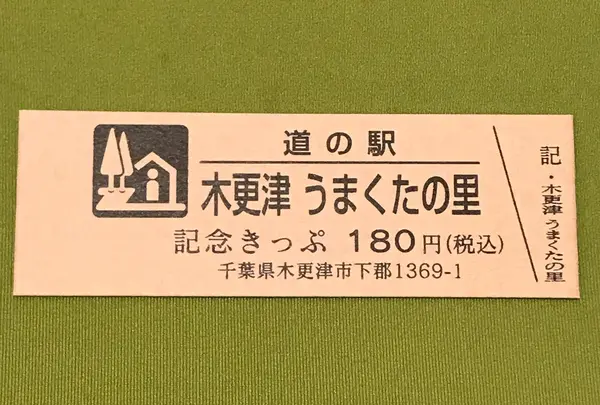 道の駅
木更津 うまくたの里
記念きっぷ 180円(税込)
千葉県木更津市下郡1369-1
記・木更津 うまくたの里